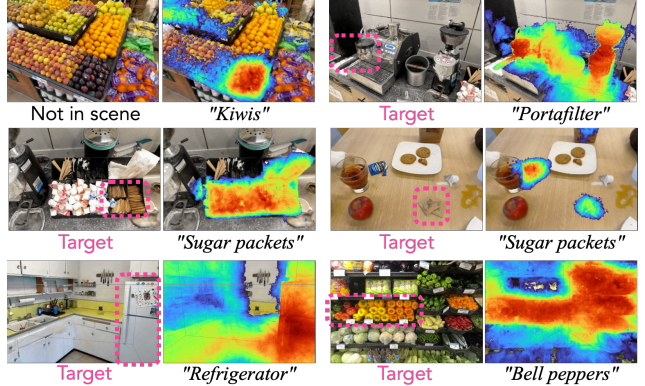 Not in scene "Kiwis" Target "Portafilter"
Target "Sugar packets" Target "Sugar packets"
Target "Refrigerator" Target "Bell peppers"